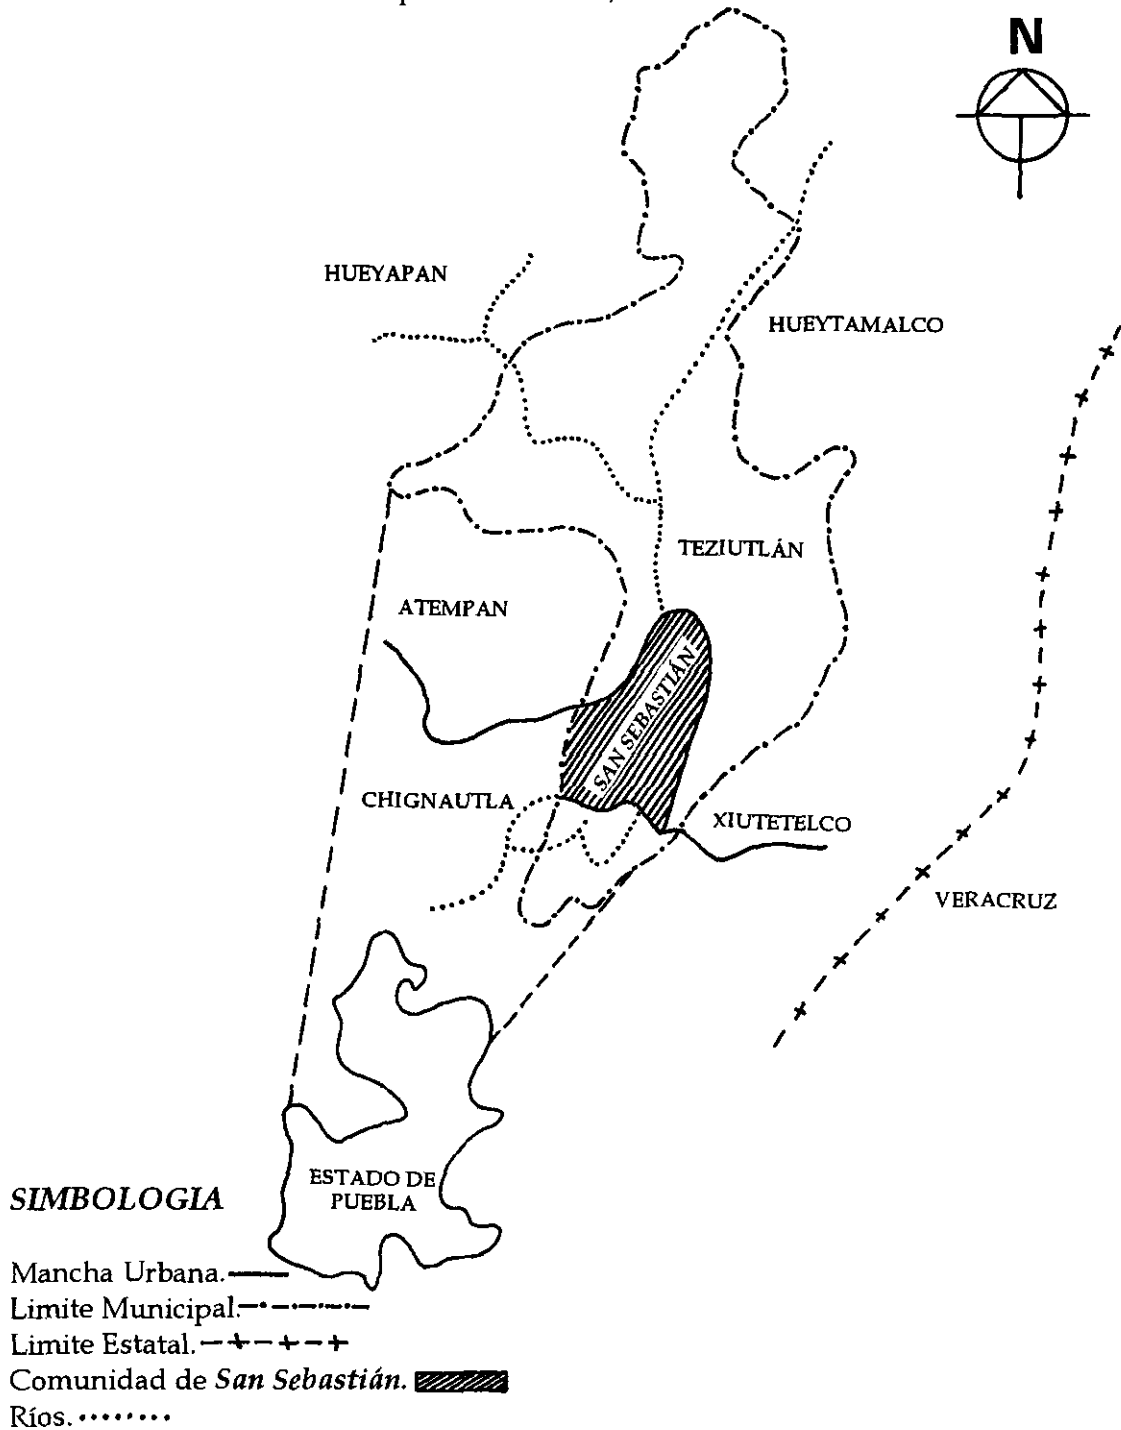 N
HUEYAPAN
HUEYTAMALCO
TEZIUTLÁN
ATEMPAN
SAN SEBASTIÁN
CHIGNAUTLA
XIUTETELCO
VERACRUZ
ESTADO DE
PUEBLA
SIMBOLOGIA
Mancha Urbana.
Limite Municipal.
Limite Estatal.
Comunidad de San Sebastián.
Ríos.